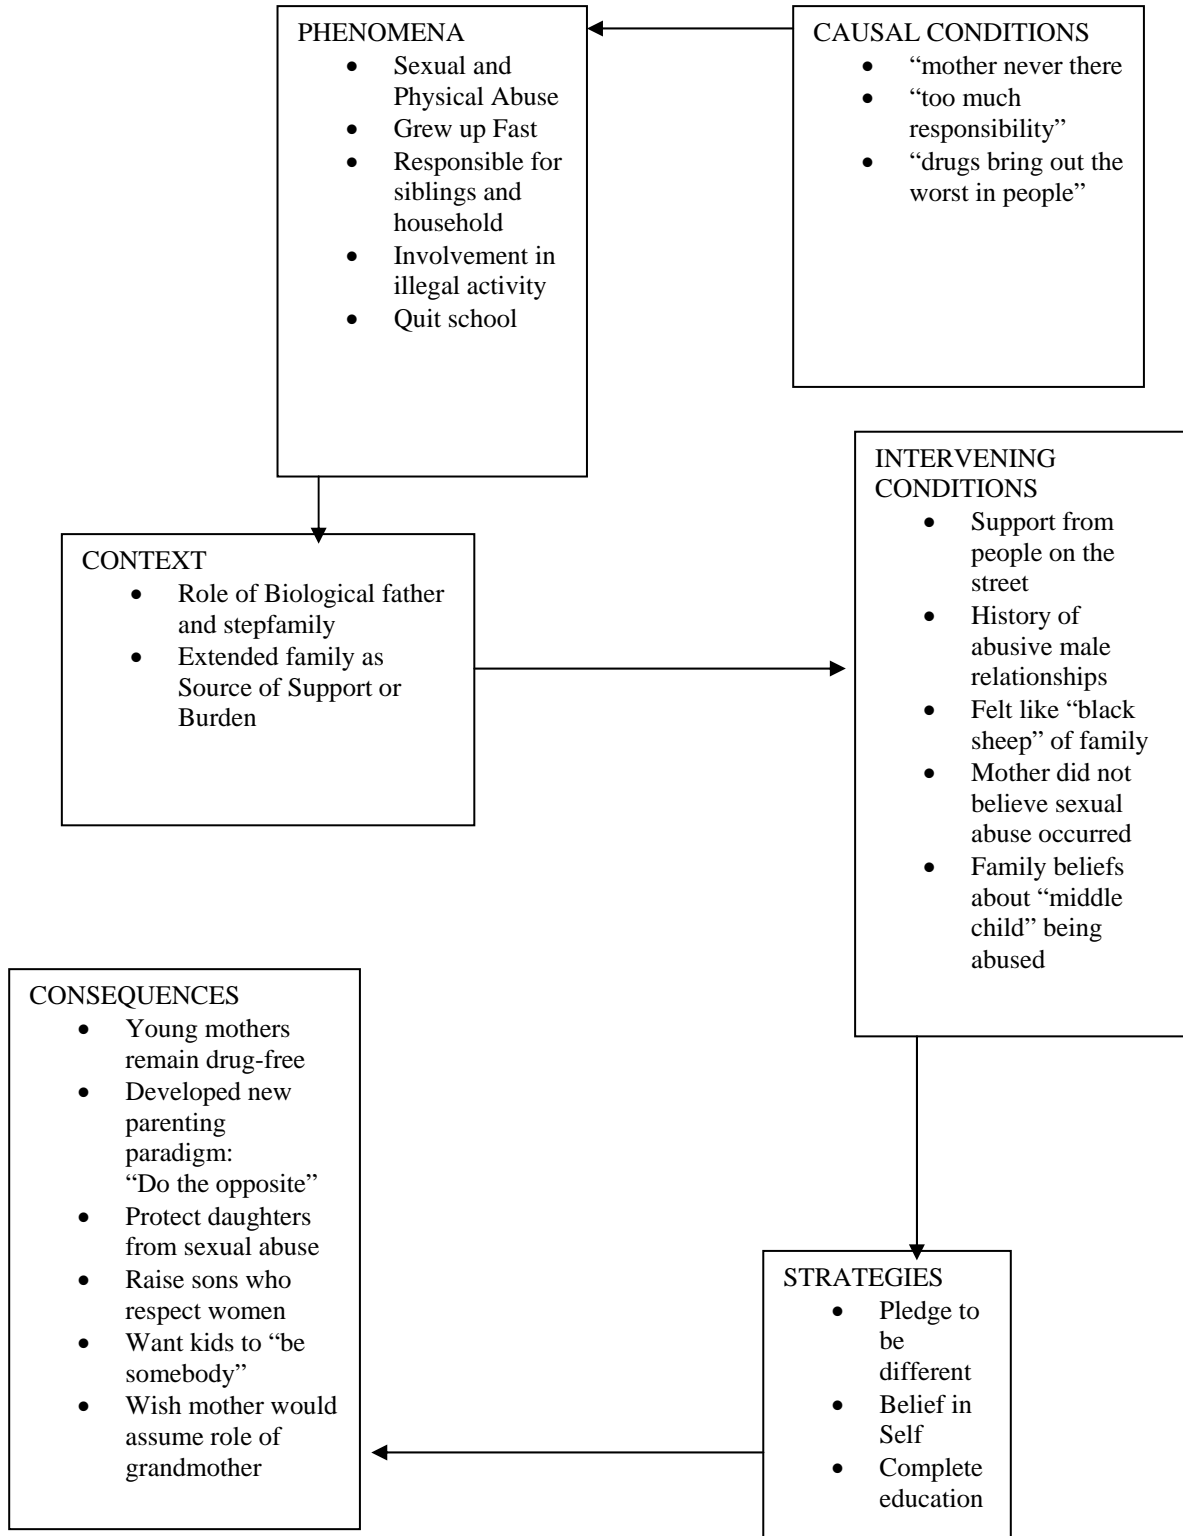 PHENOMENA
• Sexual and
Physical Abuse
• Grew up Fast
• Responsible for
siblings and
household
• Involvement in
illegal activity
• Quit school
CAUSAL CONDITIONS
• “mother never there
• “too much
responsibility”
• “drugs bring out the
worst in people”
CONTEXT
• Role of Biological father
and stepfamily
• Extended family as
Source of Support or
Burden
INTERVENING
CONDITIONS
• Support from
people on the
street
• History of
abusive male
relationships
• Felt like “black
sheep” of family
• Mother did not
believe sexual
abuse occurred
• Family beliefs
about “middle
child” being
abused
STRATEGIES
• Pledge to
be
different
• Belief in
Self
• Complete
education
CONSEQUENCES
• Young mothers
remain drug-free
• Developed new
parenting
paradigm:
“Do the opposite”
• Protect daughters
from sexual abuse
• Raise sons who
respect women
• Want kids to “be
somebody”
• Wish mother would
assume role of
grandmother